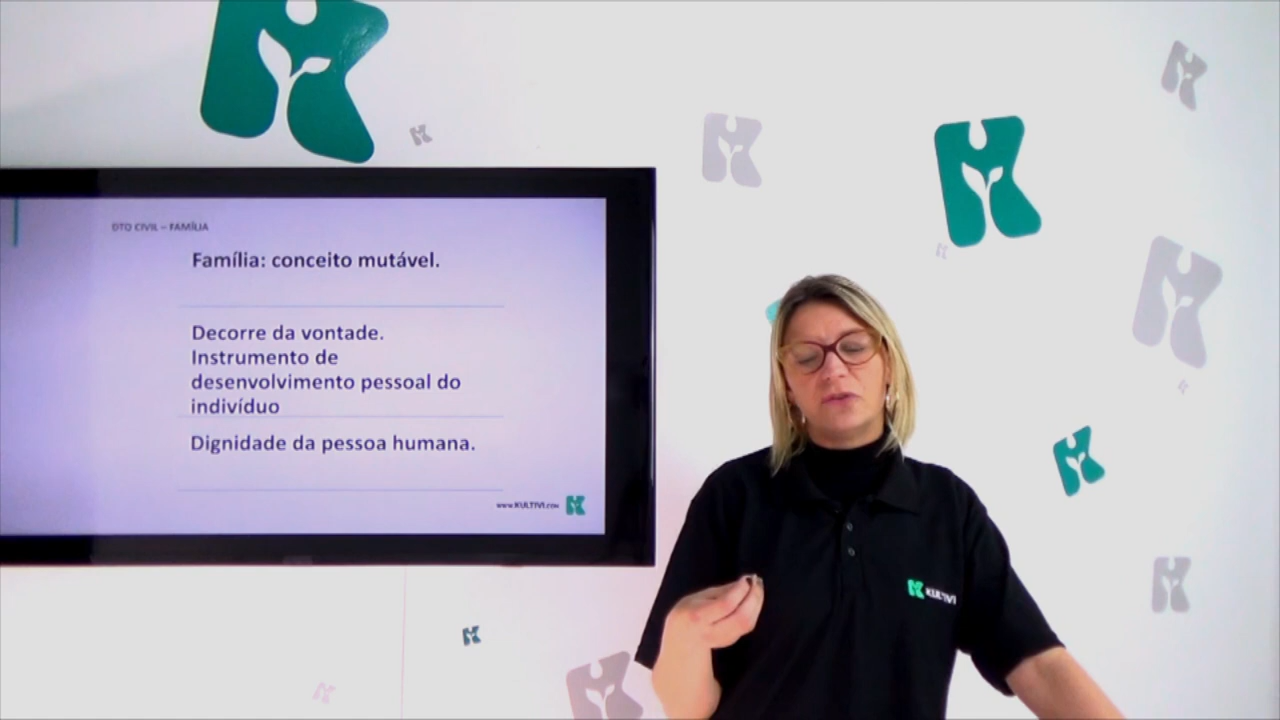 DTO CIVIL – FAMÍLIA
Família: conceito mutável.
Decorre da vontade.
Instrumento de
desenvolvimento pessoal do
indivíduo
Dignidade da pessoa humana.
www.KULTIVI.com
KULTIVI